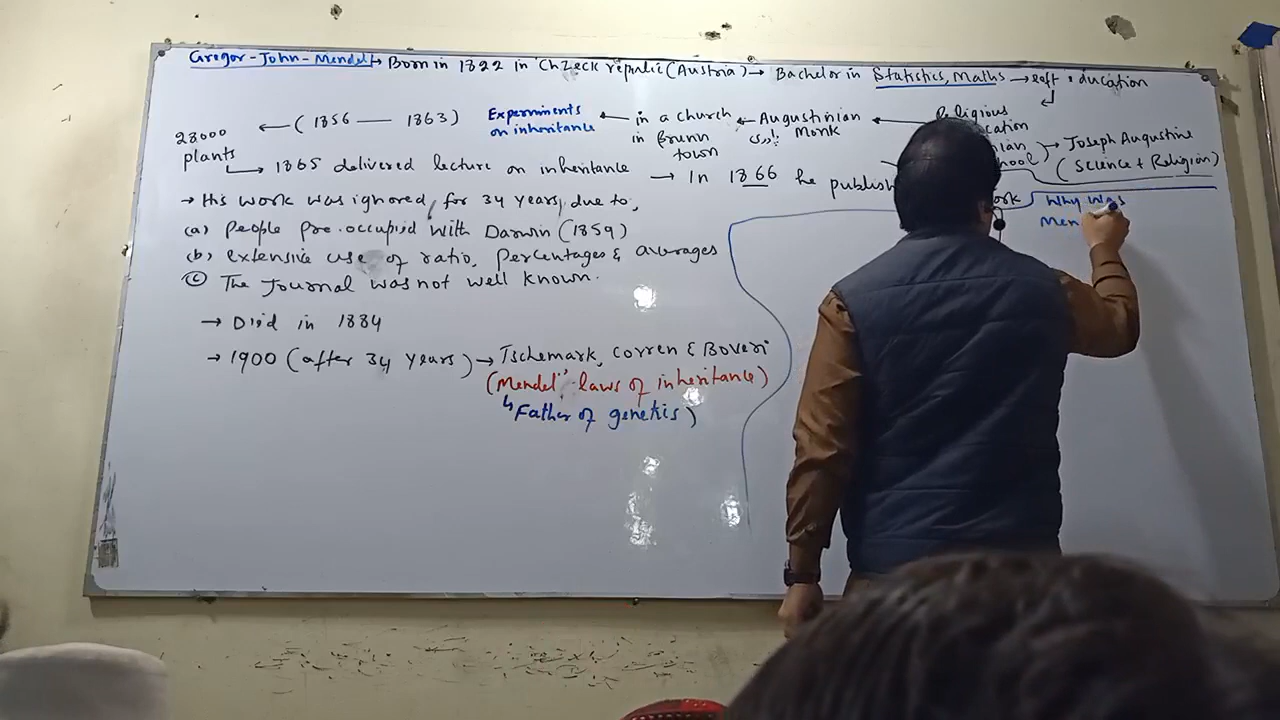 Gregor-John-Mendel → Born in 1822 in Chzeck republic (Austria) → Bachelor in Statistics, Maths → left education
Religious
28000 plants ← (1856 — 1863) Experiments on inheritance ← in a church in Brunn town ← Augustinian Monk ←
→ Joseph Augustine (Science + Religion)
→ 1865 delivered lecture on inheritance → In 1866 he publish
→ His work was ignored for 34 years due to,
(a) People pre-occupied with Darwin (1859)
(b) extensive use of ratio, Percentages & averages
(c) The Journal was not well known.
→ Died in 1884
→ 1900 (after 34 years) → Tschemark, Corren & Boveri
(Mendel's laws of inheritance)
↳ Father of genetis)
Why Was
Men